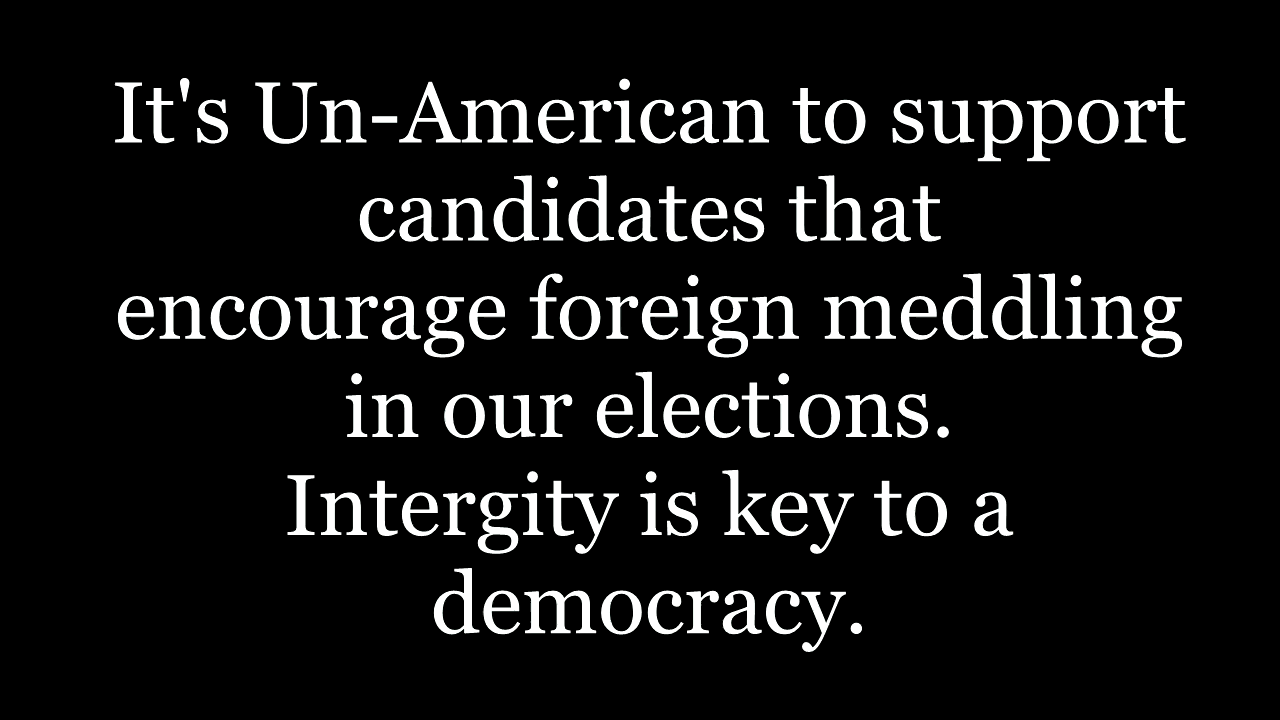 It's Un-American to support
candidates that
encourage foreign meddling
in our elections.
Intergity is key to a
democracy.